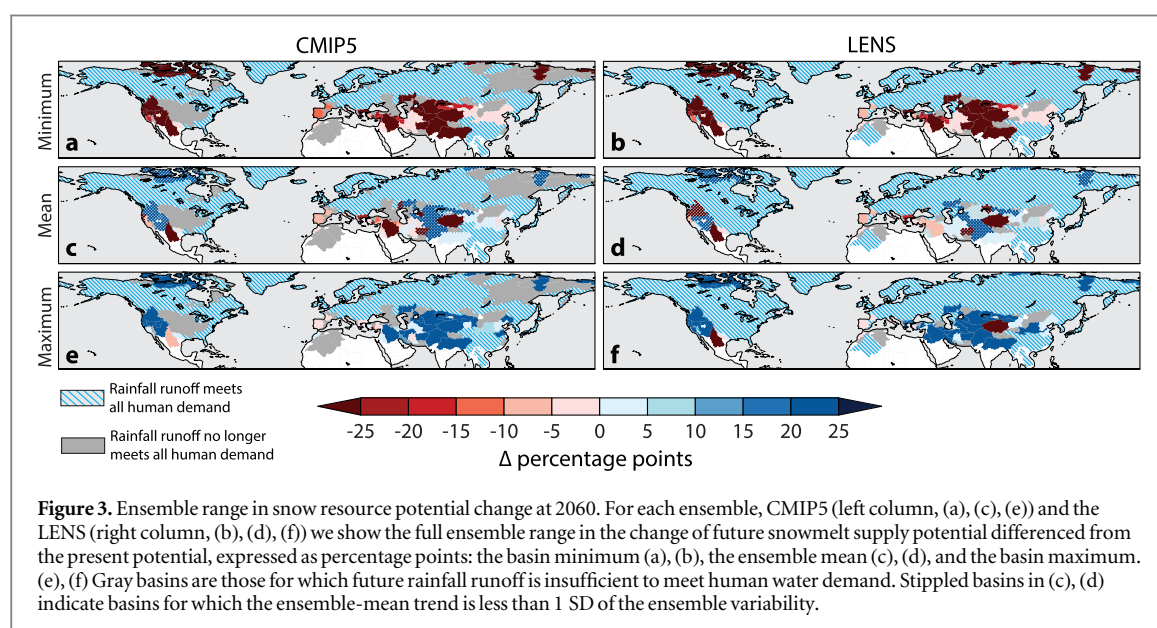 CMIP5
LENS
Minimum
a
b
Mean
c
d
Maximum
e
f
Rainfall runoff meets
all human demand
Rainfall runoff no longer
meets all human demand
-25 -20 -15 -10 -5 0 5 10 15 20 25
Δ percentage points
Figure 3. Ensemble range in snow resource potential change at 2060. For each ensemble, CMIP5 (left column, (a), (c), (e)) and the
LENS (right column, (b), (d), (f)) we show the full ensemble range in the change of future snowmelt supply potential differenced from
the present potential, expressed as percentage points: the basin minimum (a), (b), the ensemble mean (c), (d), and the basin maximum.
(e), (f) Gray basins are those for which future rainfall runoff is insufficient to meet human water demand. Stippled basins in (c), (d)
indicate basins for which the ensemble-mean trend is less than 1 SD of the ensemble variability.